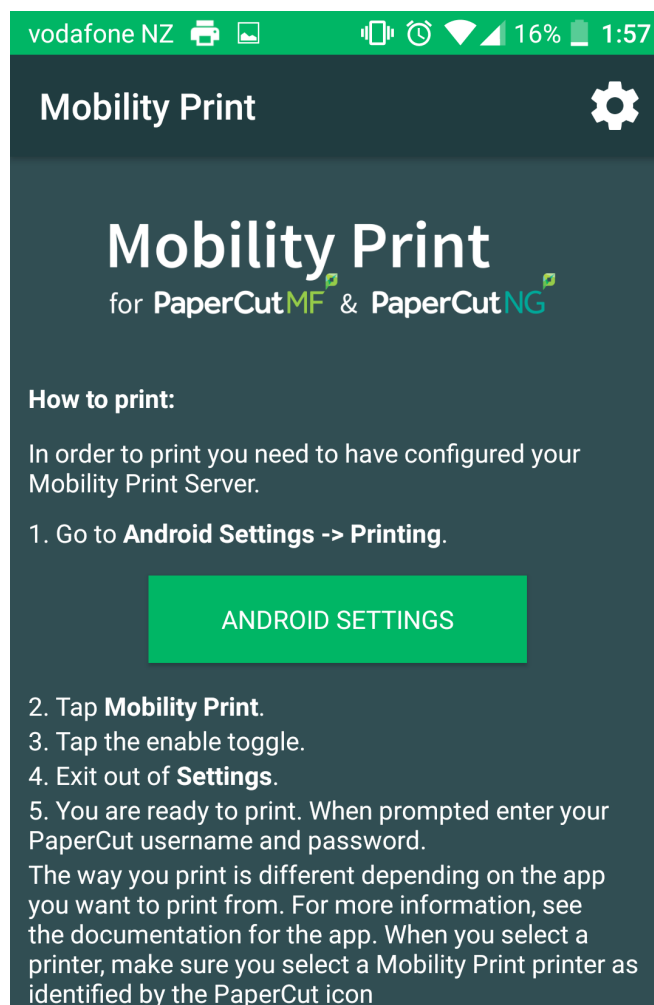 vodafone NZ 16% 1:57
Mobility Print
Mobility Print
for PaperCutMF & PaperCutNG
How to print:
In order to print you need to have configured your
Mobility Print Server.
1. Go to Android Settings -> Printing.
ANDROID SETTINGS
2. Tap Mobility Print.
3. Tap the enable toggle.
4. Exit out of Settings.
5. You are ready to print. When prompted enter your
PaperCut username and password.
The way you print is different depending on the app
you want to print from. For more information, see
the documentation for the app. When you select a
printer, make sure you select a Mobility Print printer as
identified by the PaperCut icon